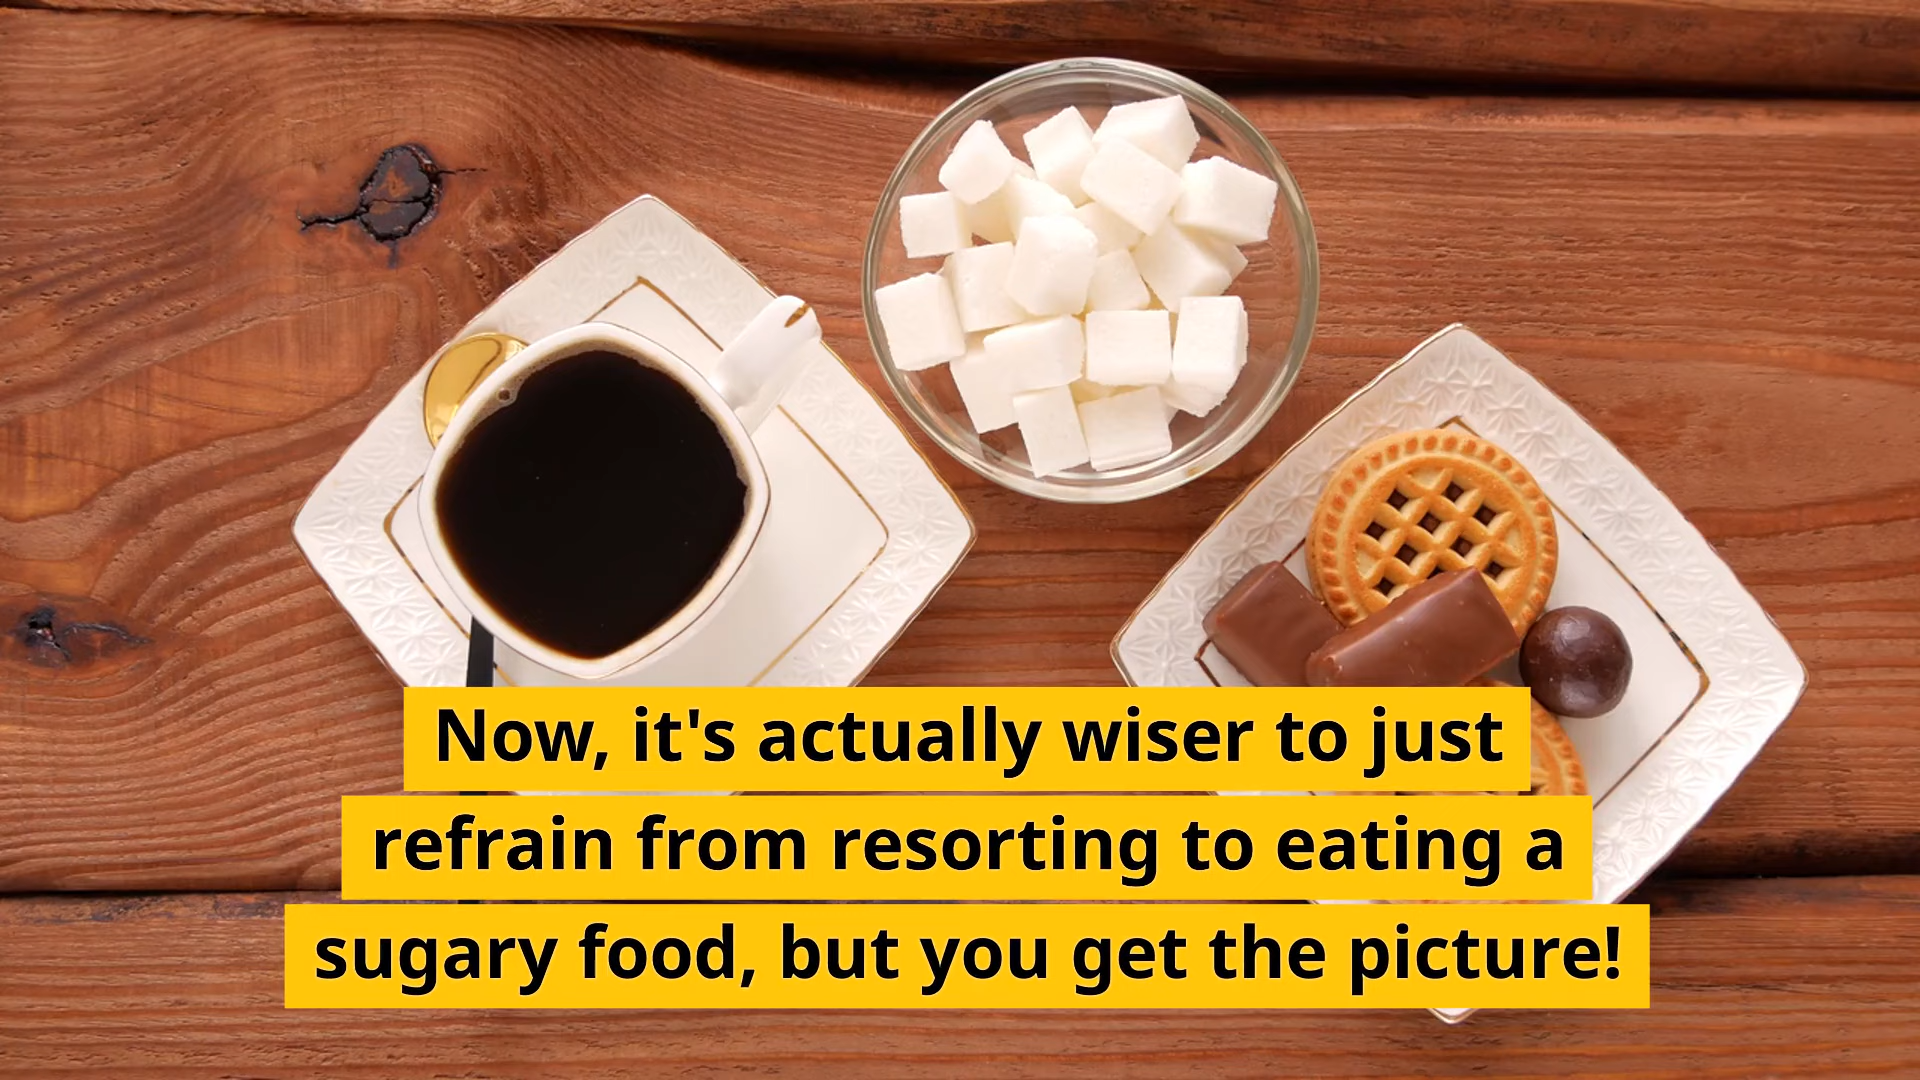 Now, it's actually wiser to just
refrain from resorting to eating a
sugary food, but you get the picture!